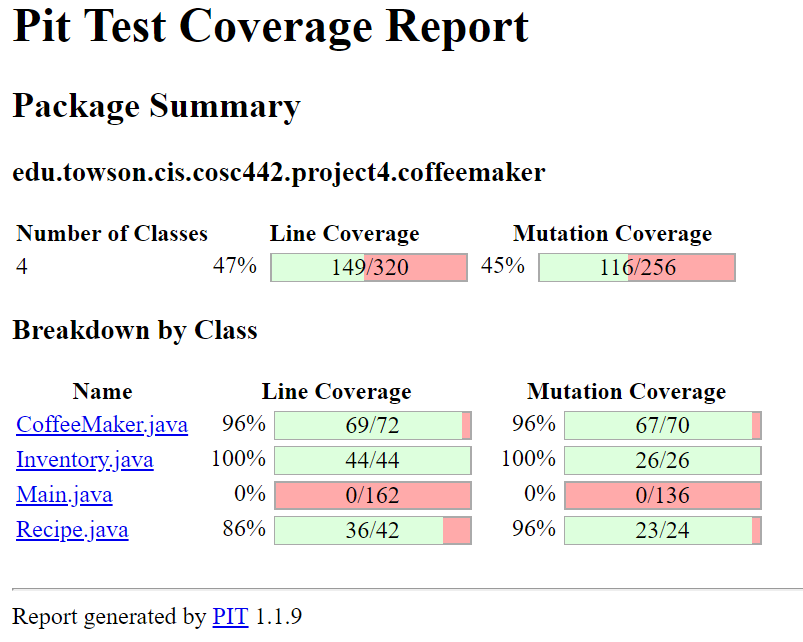 Pit Test Coverage Report
Package Summary
edu.towson.cis.cosc442.project4.coffeemaker
Number of Classes Line Coverage Mutation Coverage
4 47% 149/320 45% 116/256
Breakdown by Class
Name Line Coverage Mutation Coverage
CoffeeMaker.java 96% 69/72 96% 67/70
Inventory.java 100% 44/44 100% 26/26
Main.java 0% 0/162 0% 0/136
Recipe.java 86% 36/42 96% 23/24
Report generated by PIT 1.1.9